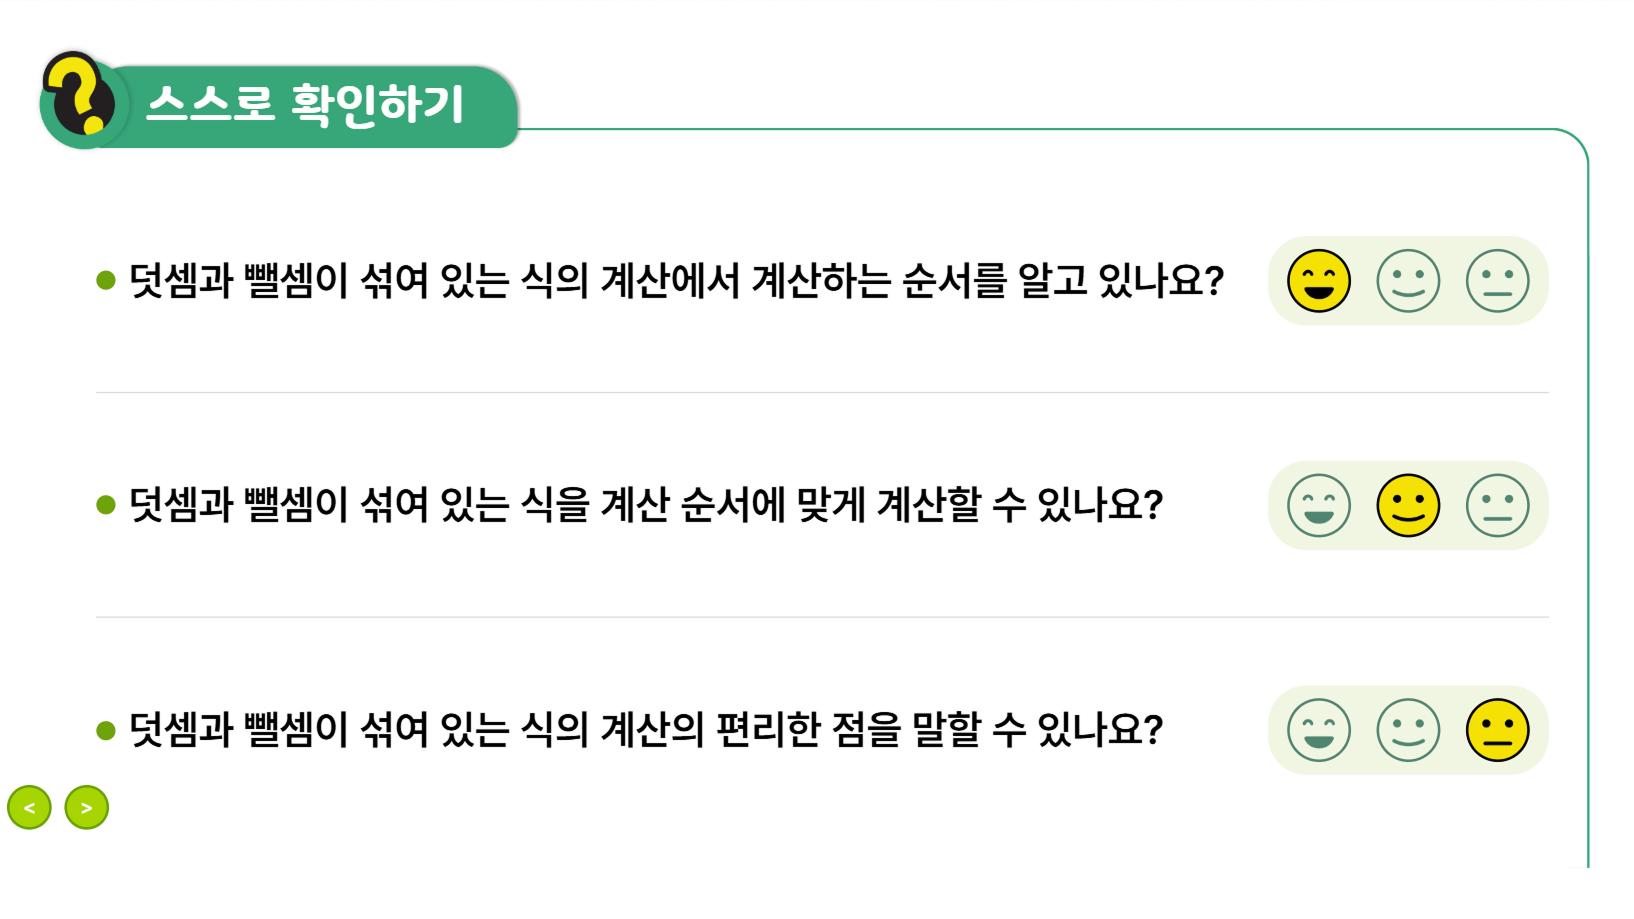 스스로 확인하기
덧셈과 뺄셈이 섞여 있는 식의 계산에서 계산하는 순서를 알고 있나요?
덧셈과 뺄셈이 섞여 있는 식을 계산 순서에 맞게 계산할 수 있나요?
덧셈과 뺄셈이 섞여 있는 식의 계산의 편리한 점을 말할 수 있나요?
< >